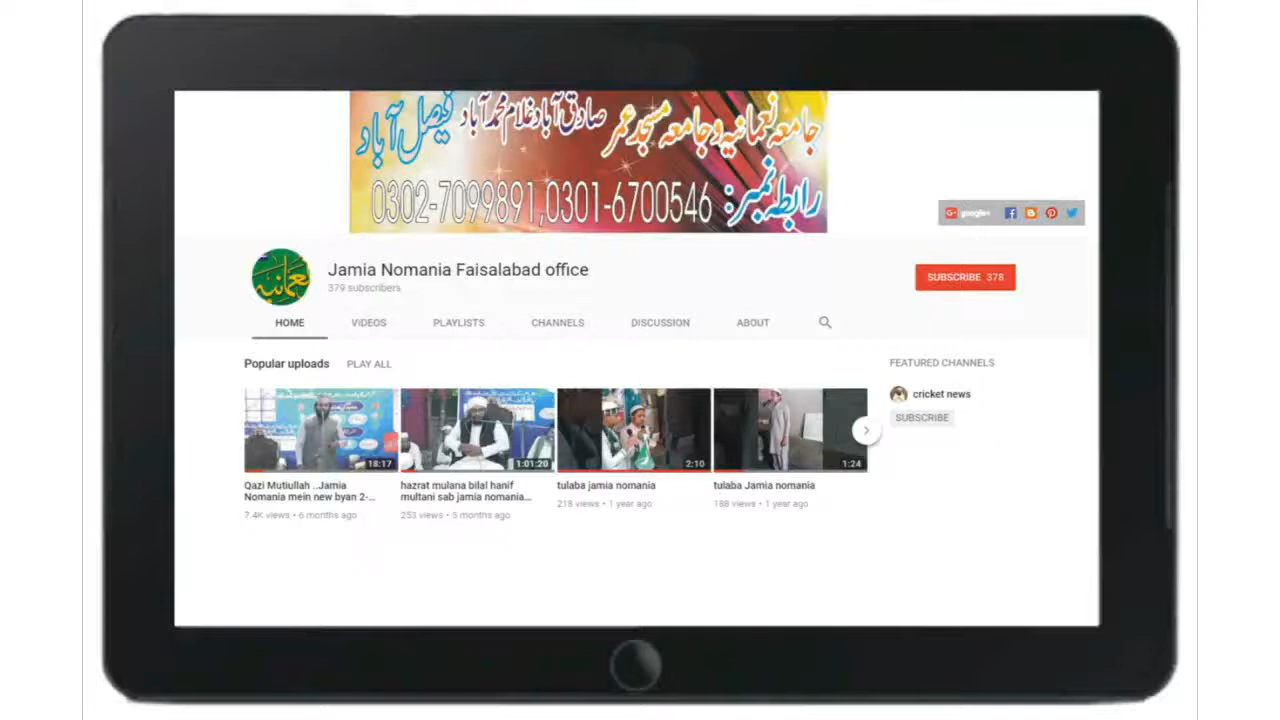 جامعہ نعمانیہ و جامعہ مسجد عمر صادق آباد غلام محمد آباد فیصل آباد
رابطہ نمبر: 0302-7099891,0301-6700546
google+
نعمانیہ
Jamia Nomania Faisalabad office
379 subscribers
SUBSCRIBE 378
HOME VIDEOS PLAYLISTS CHANNELS DISCUSSION ABOUT
Popular uploads PLAY ALL
FEATURED CHANNELS
cricket news
SUBSCRIBE
18:17 1:01:20 2:10 1:24
Qazi Mutiullah ..Jamia
Nomania mein new byan 2-...
7.4K views • 6 months ago
hazrat mulana bilal hanif
multani sab jamia nomania...
253 views • 5 months ago
tulaba jamia nomania
218 views • 1 year ago
tulaba Jamia nomania
188 views • 1 year ago